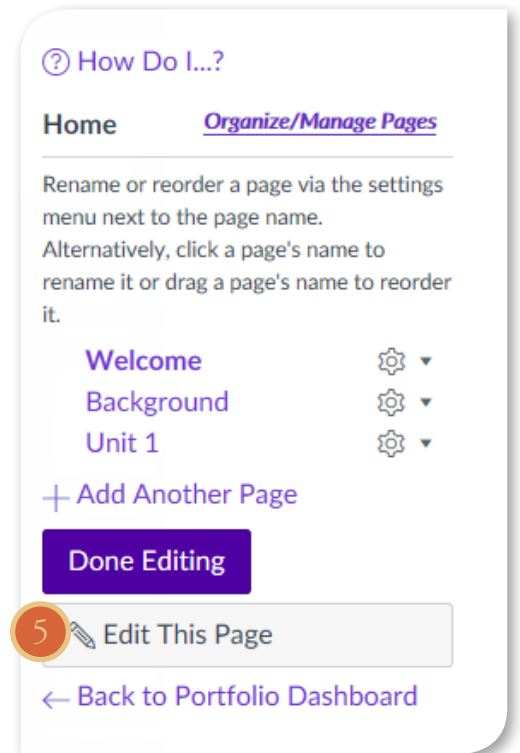 How Do I...?
Home Organize/Manage Pages
Rename or reorder a page via the settings
menu next to the page name.
Alternatively, click a page's name to
rename it or drag a page's name to reorder
it.
Welcome
Background
Unit 1
Add Another Page
Done Editing
5 Edit This Page
Back to Portfolio Dashboard